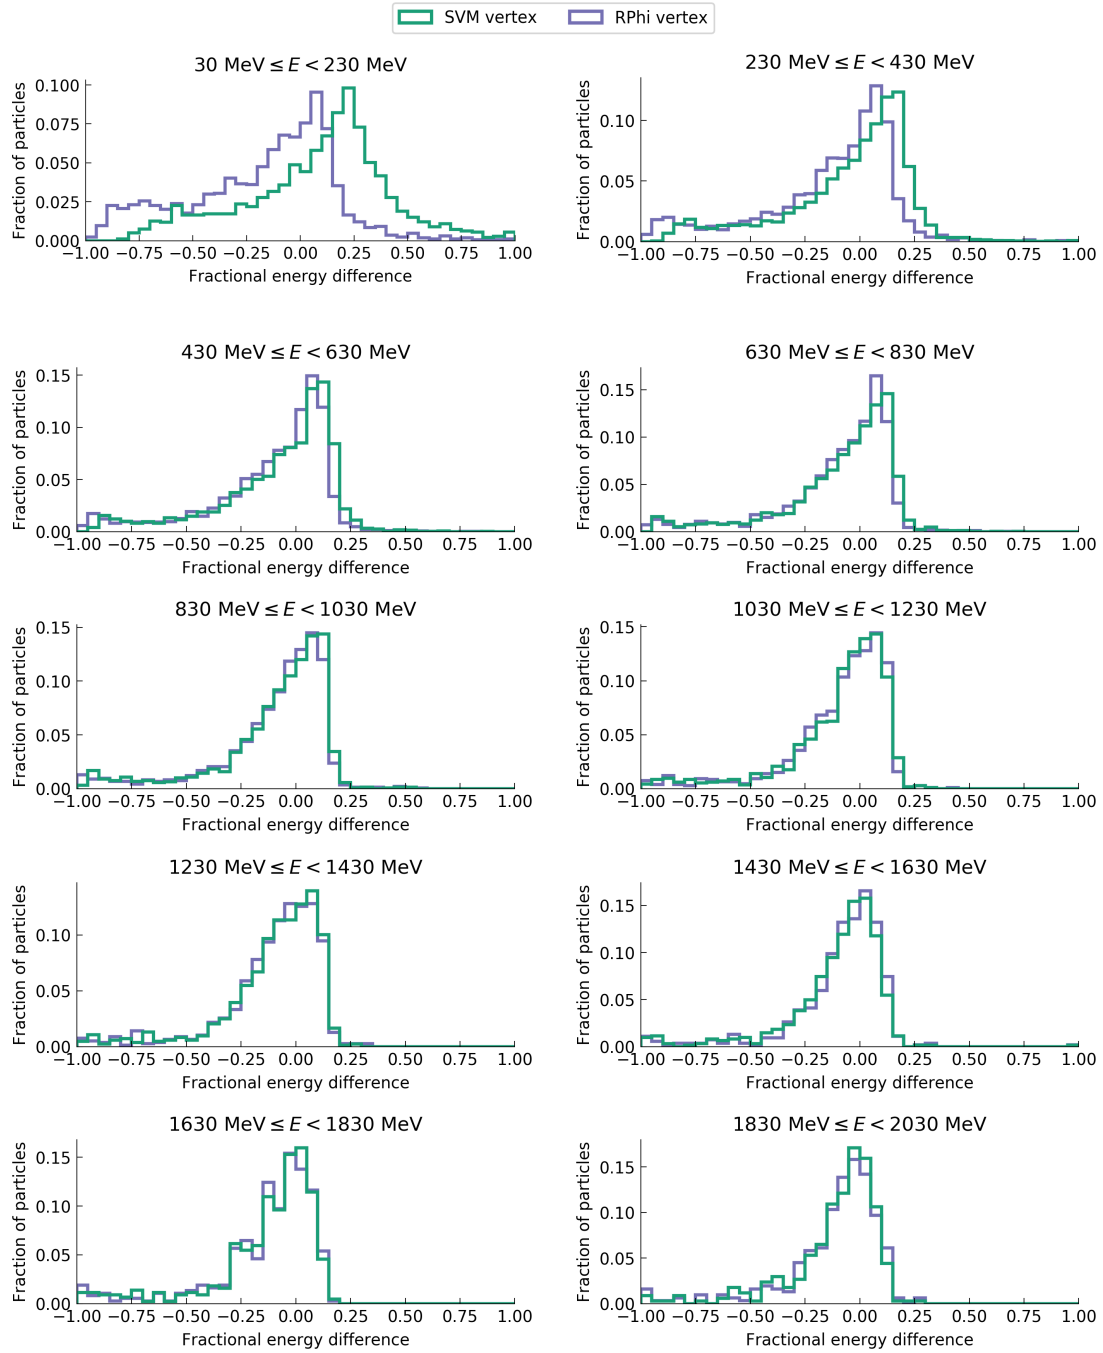 SVM vertex RPhi vertex
30 MeV ≤ E < 230 MeV
Fraction of particles
0.100
0.075
0.050
0.025
0.000
−1.00 −0.75 −0.50 −0.25 0.00 0.25 0.50 0.75 1.00
Fractional energy difference
230 MeV ≤ E < 430 MeV
Fraction of particles
0.10
0.05
0.00
−1.00 −0.75 −0.50 −0.25 0.00 0.25 0.50 0.75 1.00
Fractional energy difference
430 MeV ≤ E < 630 MeV
Fraction of particles
0.15
0.10
0.05
0.00
−1.00 −0.75 −0.50 −0.25 0.00 0.25 0.50 0.75 1.00
Fractional energy difference
630 MeV ≤ E < 830 MeV
Fraction of particles
0.15
0.10
0.05
0.00
−1.00 −0.75 −0.50 −0.25 0.00 0.25 0.50 0.75 1.00
Fractional energy difference
830 MeV ≤ E < 1030 MeV
Fraction of particles
0.15
0.10
0.05
0.00
−1.00 −0.75 −0.50 −0.25 0.00 0.25 0.50 0.75 1.00
Fractional energy difference
1030 MeV ≤ E < 1230 MeV
Fraction of particles
0.15
0.10
0.05
0.00
−1.00 −0.75 −0.50 −0.25 0.00 0.25 0.50 0.75 1.00
Fractional energy difference
1230 MeV ≤ E < 1430 MeV
Fraction of particles
0.10
0.05
0.00
−1.00 −0.75 −0.50 −0.25 0.00 0.25 0.50 0.75 1.00
Fractional energy difference
1430 MeV ≤ E < 1630 MeV
Fraction of particles
0.15
0.10
0.05
0.00
−1.00 −0.75 −0.50 −0.25 0.00 0.25 0.50 0.75 1.00
Fractional energy difference
1630 MeV ≤ E < 1830 MeV
Fraction of particles
0.15
0.10
0.05
0.00
−1.00 −0.75 −0.50 −0.25 0.00 0.25 0.50 0.75 1.00
Fractional energy difference
1830 MeV ≤ E < 2030 MeV
Fraction of particles
0.15
0.10
0.05
0.00
−1.00 −0.75 −0.50 −0.25 0.00 0.25 0.50 0.75 1.00
Fractional energy difference